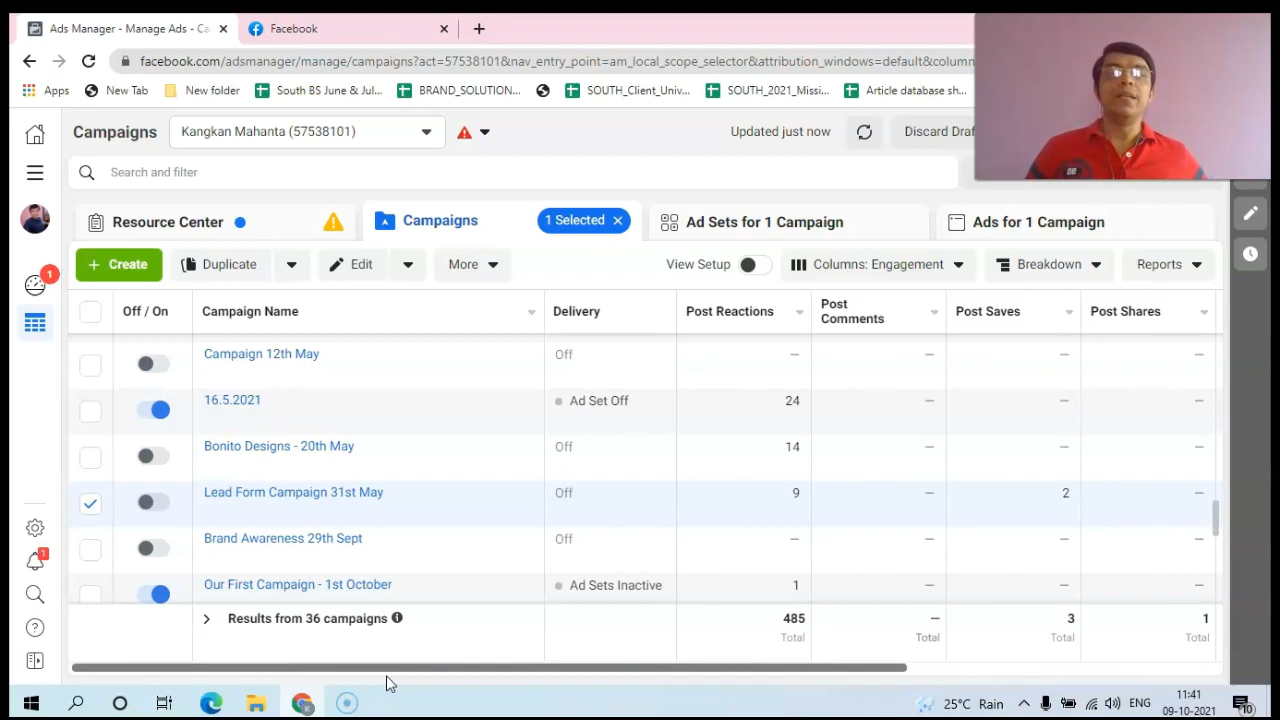 Ads Manager - Manage Ads - Ca
Facebook
facebook.com/adsmanager/manage/campaigns?act=57538101&nav_entry_point=am_local_scope_selector&attribution_windows=default&column
Apps
New Tab
New folder
South BS June & Jul...
BRAND_SOLUTION...
SOUTH_Client_Univ...
SOUTH_2021_Missi...
Article database sh...
Campaigns
Kangkan Mahanta (57538101)
Updated just now
Discard Draf
Search and filter
Resource Center
Campaigns
1 Selected
Ad Sets for 1 Campaign
Ads for 1 Campaign
+ Create
Duplicate
Edit
More
View Setup
Columns: Engagement
Breakdown
Reports
1
Off / On
Campaign Name
Delivery
Post Reactions
Post Comments
Post Saves
Post Shares
Campaign 12th May
Off
—
—
—
—
16.5.2021
Ad Set Off
24
—
—
—
Bonito Designs - 20th May
Off
14
—
—
—
Lead Form Campaign 31st May
Off
9
—
2
—
Brand Awareness 29th Sept
Off
—
—
—
—
Our First Campaign - 1st October
Ad Sets Inactive
1
—
—
—
1
Results from 36 campaigns
485
—
3
1
Total
Total
Total
Total
25°C Rain
ENG
11:41
09-10-2021
10